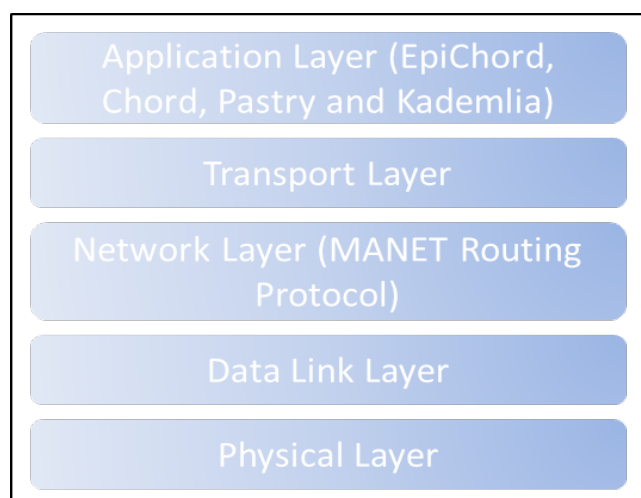 Application Layer (EpiChord,
Chord, Pastry and Kademlia)
Transport Layer
Network Layer (MANET Routing
Protocol)
Data Link Layer
Physical Layer